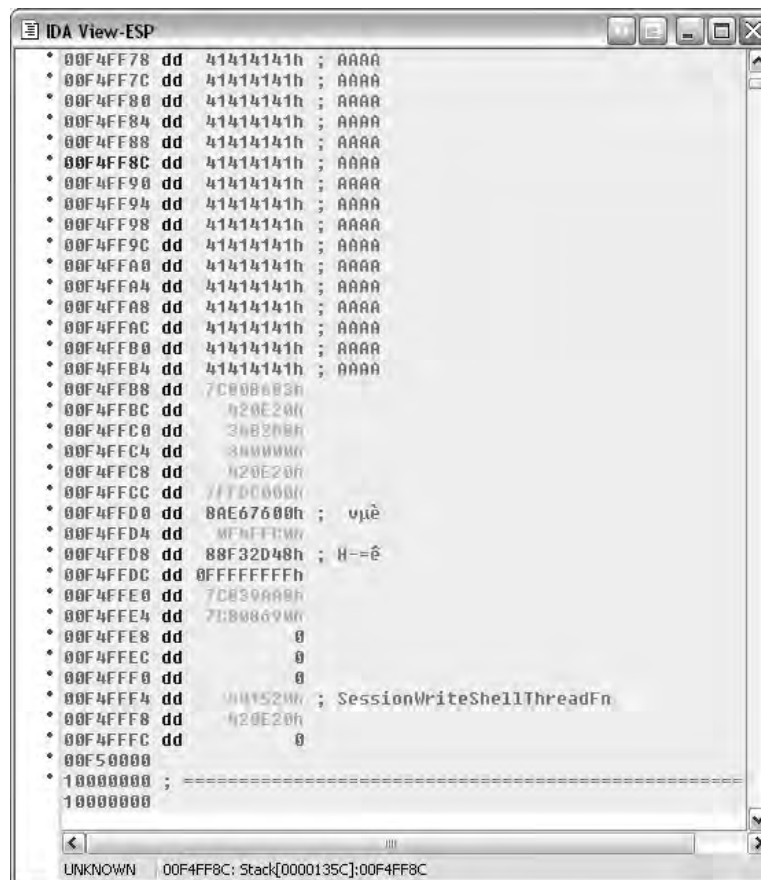 IDA View-ESP
00F4FF78 dd 41414141h ; AAAA
00F4FF7C dd 41414141h ; AAAA
00F4FF80 dd 41414141h ; AAAA
00F4FF84 dd 41414141h ; AAAA
00F4FF88 dd 41414141h ; AAAA
00F4FF8C dd 41414141h ; AAAA
00F4FF90 dd 41414141h ; AAAA
00F4FF94 dd 41414141h ; AAAA
00F4FF98 dd 41414141h ; AAAA
00F4FF9C dd 41414141h ; AAAA
00F4FFA0 dd 41414141h ; AAAA
00F4FFA4 dd 41414141h ; AAAA
00F4FFA8 dd 41414141h ; AAAA
00F4FFAC dd 41414141h ; AAAA
00F4FFB0 dd 41414141h ; AAAA
00F4FFB4 dd 41414141h ; AAAA
00F4FFB8 dd
00F4FFBC dd 420E20h
00F4FFC0 dd
00F4FFC4 dd
00F4FFC8 dd 420E20h
00F4FFCC dd 7FFDC000h
00F4FFD0 dd 8AE67600h ; vµè
00F4FFD4 dd
00F4FFD8 dd 88F32D48h ; H-=ê
00F4FFDC dd 0FFFFFFFFh
00F4FFE0 dd 7C839AA8h
00F4FFE4 dd
00F4FFE8 dd 0
00F4FFEC dd 0
00F4FFF0 dd 0
00F4FFF4 dd ; SessionWriteShellThreadFn
00F4FFF8 dd 420E20h
00F4FFFC dd 0
00F50000
10000000 ; ===================================================
10000000
UNKNOWN 00F4FF8C: Stack[0000135C]:00F4FF8C